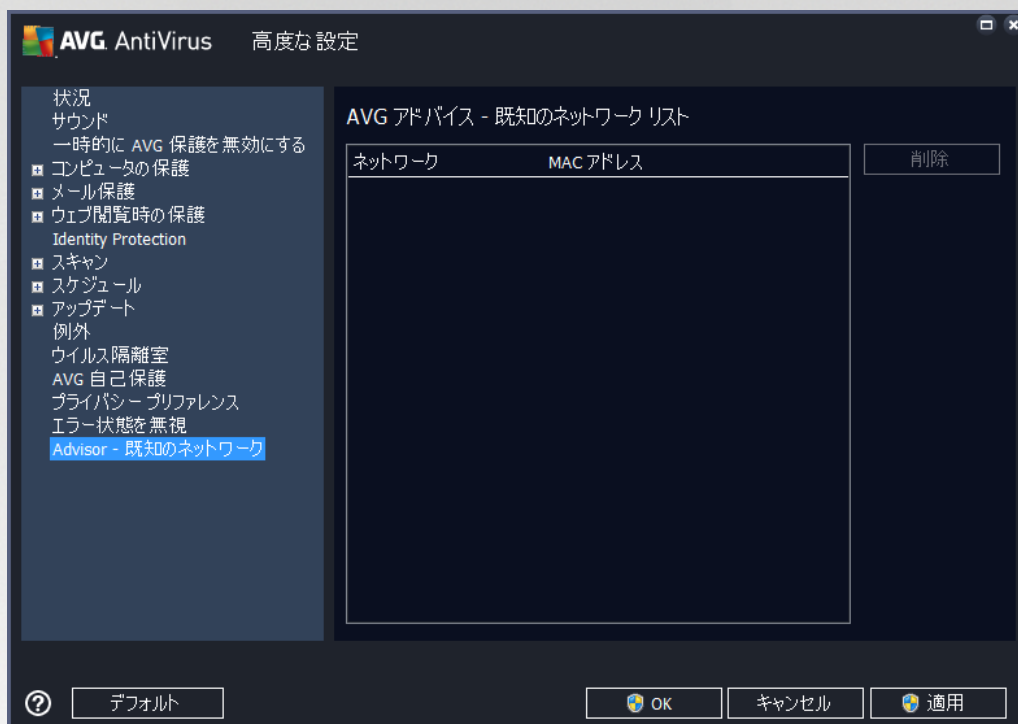 AVG. AntiVirus 高度な設定
状況
サウンド
一時的に AVG 保護を無効にする
コンピュータの保護
メール保護
ウェブ閲覧時の保護
Identity Protection
スキャン
スケジュール
アップデート
例外
ウイルス隔離室
AVG 自己保護
プライバシー プリファレンス
エラー状態を無視
Advisor - 既知のネットワーク
AVG アドバイス - 既知のネットワーク リスト
ネットワーク MAC アドレス
削除
デフォルト
OK
キャンセル
適用